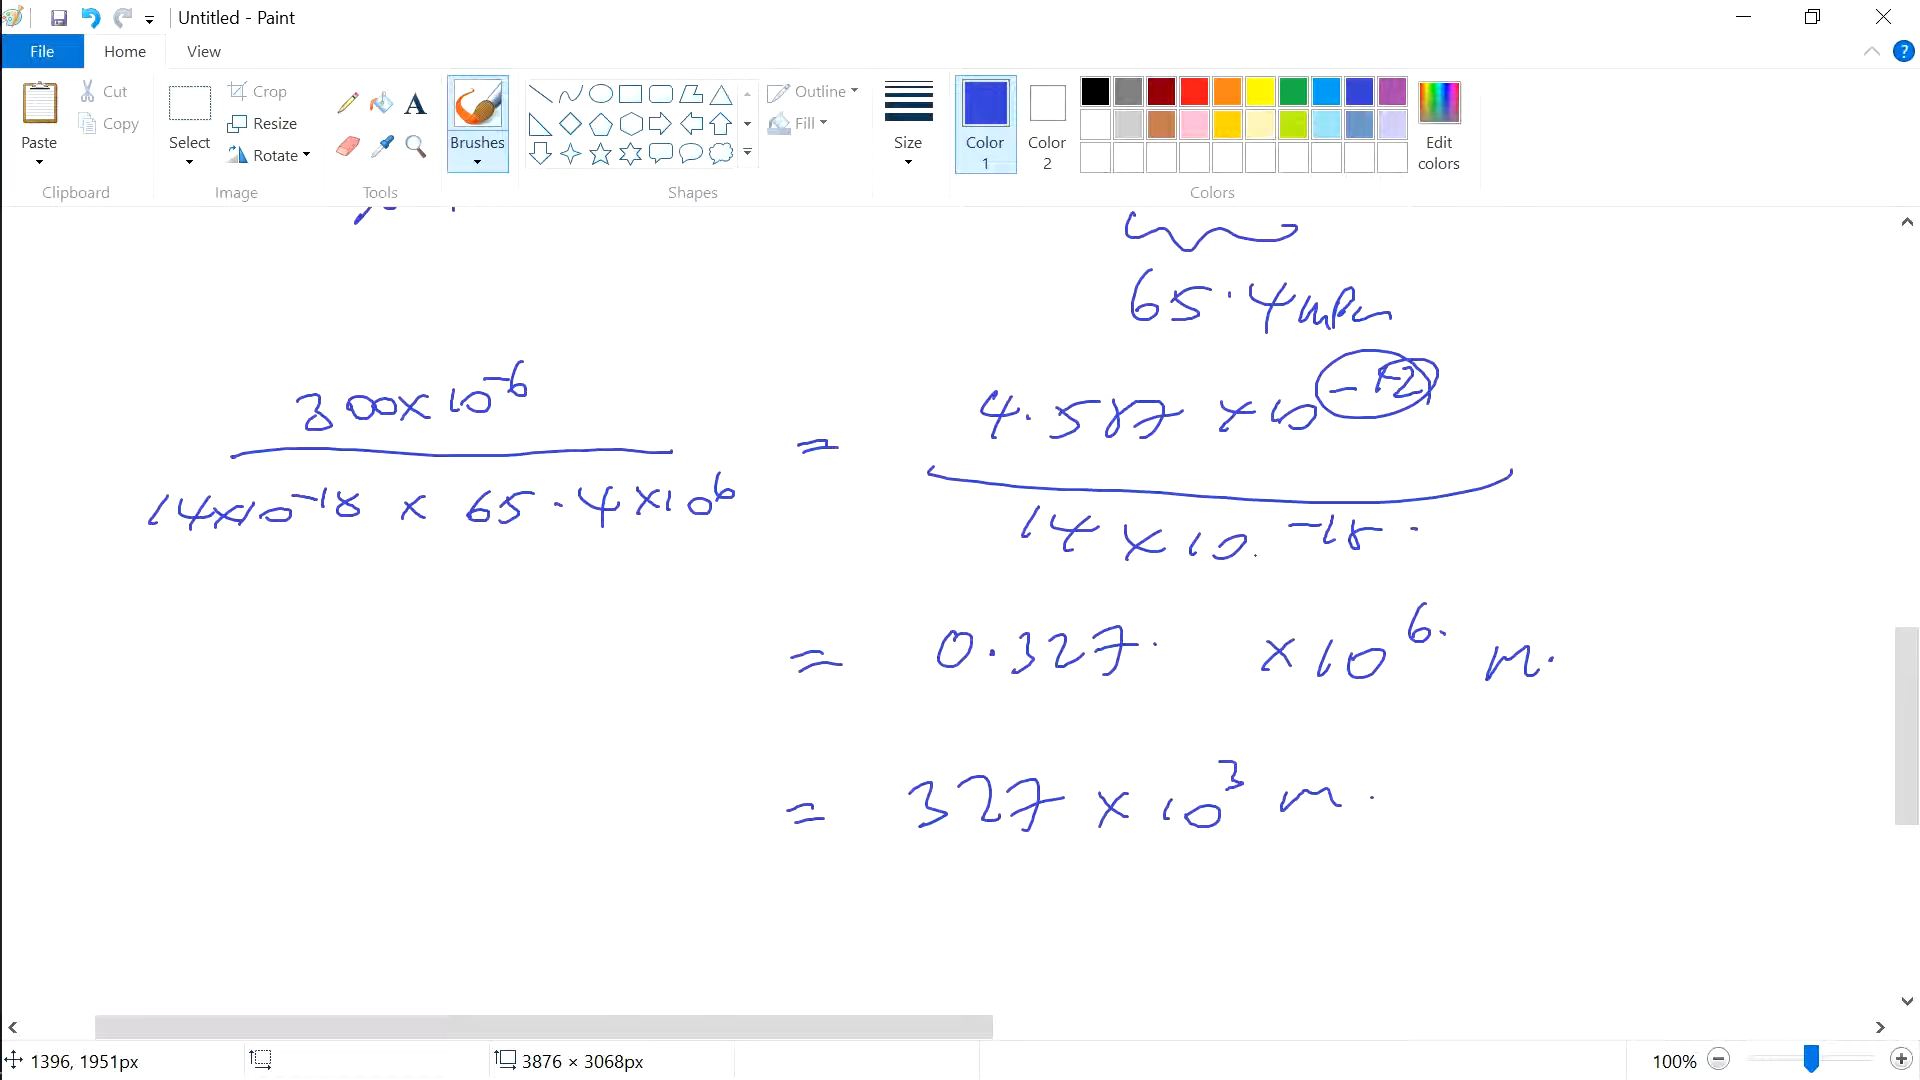 Untitled - Paint
File Home View
Paste
Cut
Copy
Clipboard
Select
Crop
Resize
Rotate
Image
A
Tools
Brushes
Shapes
Outline
Fill
Size
Color 1
Color 2
Edit colors
Colors
65.4
300×10⁻⁶
14×10⁻¹⁸ × 65.4×10⁶
=
4.587 ×10⁻¹²
14 × 10. ⁻¹⁸.
= 0.327. ×10⁶. m.
= 327 × 10³ m.
1396, 1951px
3876 × 3068px
100%